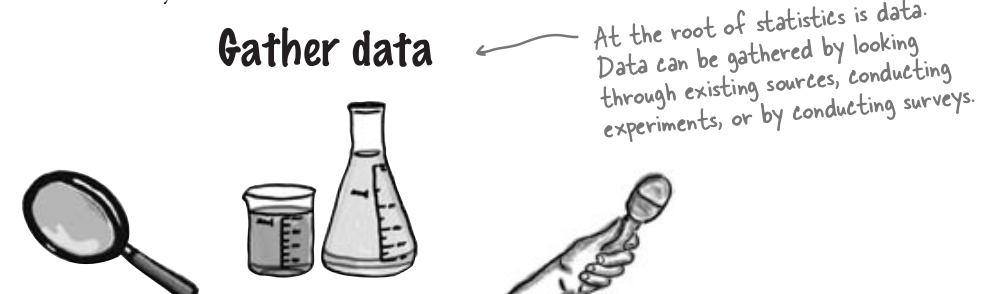 Gather data
At the root of statistics is data.
Data can be gathered by looking
through existing sources, conducting
experiments, or by conducting surveys.